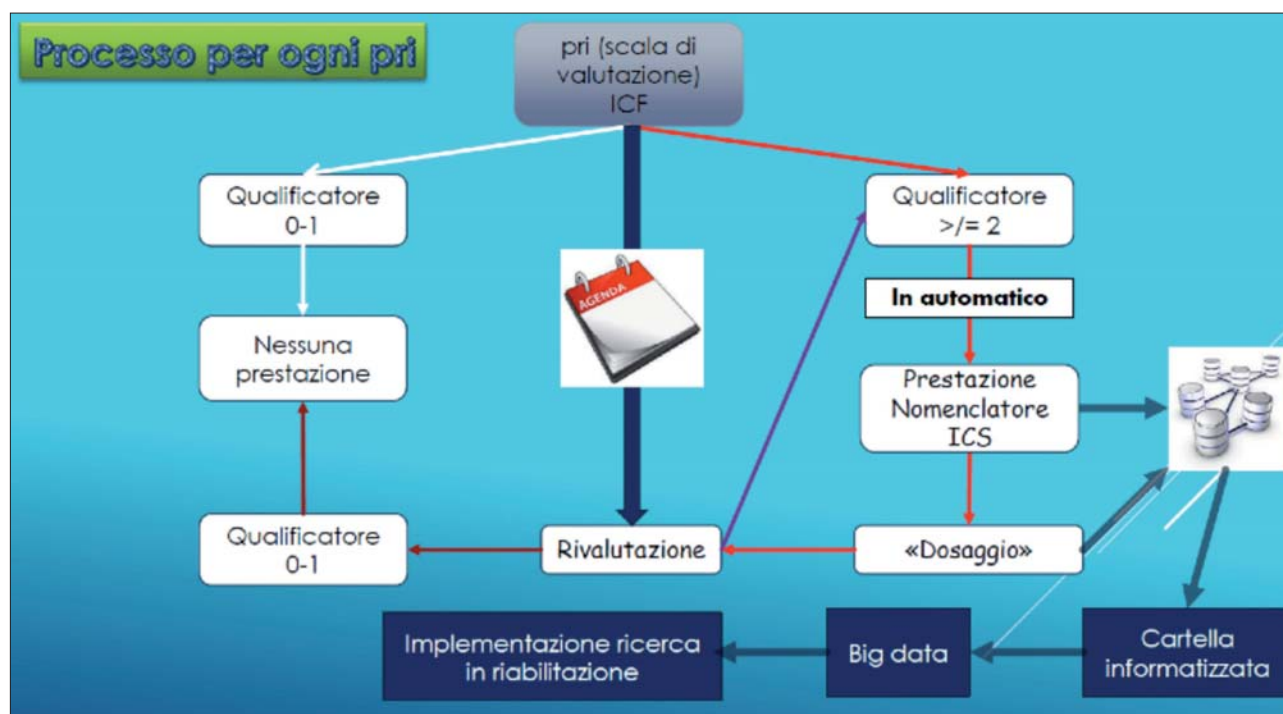 Processo per ogni pri
pri (scala di
valutazione)
ICF
Qualificatore
0-1
Qualificatore
>/= 2
AGENDA
In automatico
Nessuna
prestazione
Prestazione
Nomenclatore
ICS
Qualificatore
0-1
Rivalutazione
«Dosaggio»
Implementazione ricerca
in riabilitazione
Big data
Cartella
informatizzata